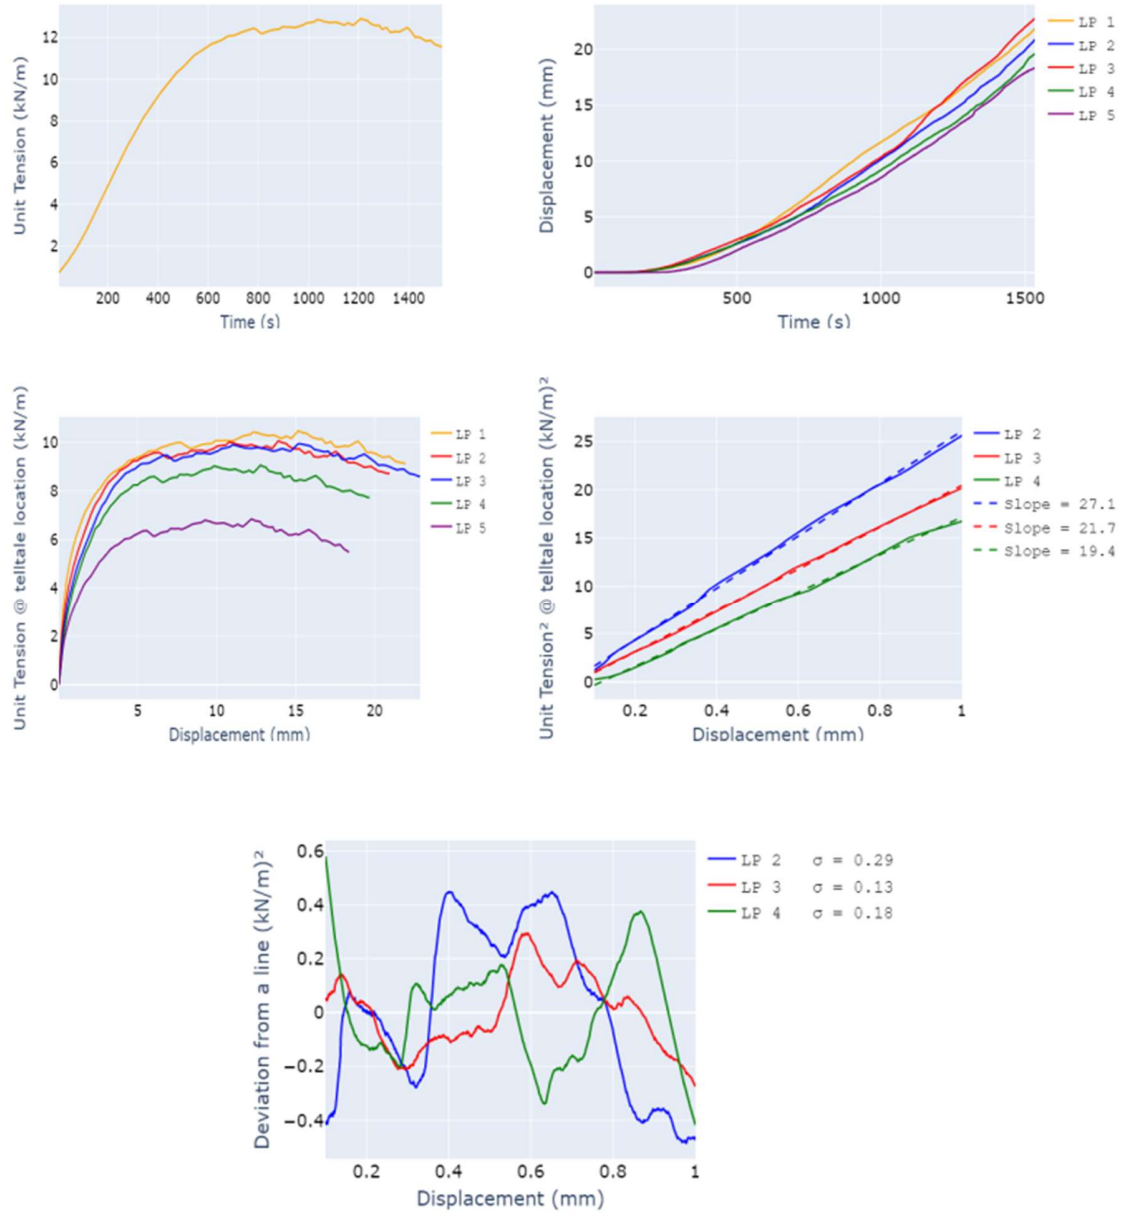 Unit Tension (kN/m)
12
10
8
6
4
2
200 400 600 800 1000 1200 1400
Time (s)
Displacement (mm)
20
15
10
5
0
500 1000 1500
Time (s)
LP 1
LP 2
LP 3
LP 4
LP 5
Unit Tension @ telltale location (kN/m)
10
8
6
4
2
0
5 10 15 20
Displacement (mm)
LP 1
LP 2
LP 3
LP 4
LP 5
Unit Tension² @ telltale location (kN/m)²
25
20
15
10
5
0
0.2 0.4 0.6 0.8 1
Displacement (mm)
LP 2
LP 3
LP 4
Slope = 27.1
Slope = 21.7
Slope = 19.4
Deviation from a line (kN/m)²
0.6
0.4
0.2
0
−0.2
−0.4
0.2 0.4 0.6 0.8 1
Displacement (mm)
LP 2 σ = 0.29
LP 3 σ = 0.13
LP 4 σ = 0.18